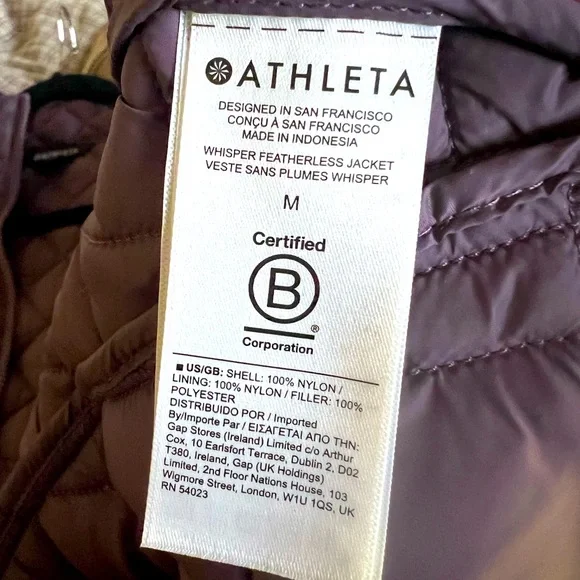 ATHLETA
DESIGNED IN SAN FRANCISCO
CONÇU À SAN FRANCISCO
MADE IN INDONESIA
WHISPER FEATHERLESS JACKET
VESTE SANS PLUMES WHISPER
M
Certified
B
®
Corporation
■ US/GB: SHELL: 100% NYLON /
LINING: 100% NYLON / FILLER: 100%
POLYESTER
DISTRIBUIDO POR / Imported
By/Importe Par / ΕΙΣΑΓΕΤΑΙ ΑΠΟ ΤΗΝ:
Gap Stores (Ireland) Limited c/o Arthur
Cox, 10 Earlsfort Terrace, Dublin 2, D02
T380, Ireland, Gap (UK Holdings)
Limited, 2nd Floor Nations House, 103
Wigmore Street, London, W1U 1QS, UK
RN 54023